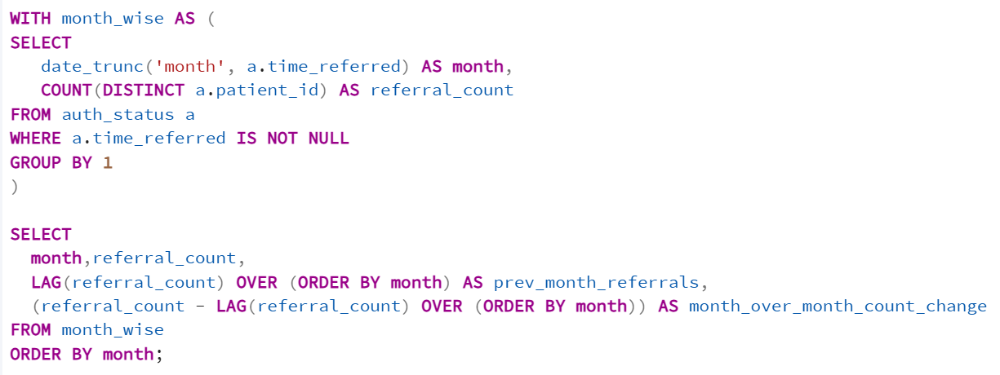 WITH month_wise AS (
SELECT
   date_trunc('month', a.time_referred) AS month,
   COUNT(DISTINCT a.patient_id) AS referral_count
FROM auth_status a
WHERE a.time_referred IS NOT NULL
GROUP BY 1
)

SELECT
  month,referral_count,
  LAG(referral_count) OVER (ORDER BY month) AS prev_month_referrals,
  (referral_count - LAG(referral_count) OVER (ORDER BY month)) AS month_over_month_count_change
FROM month_wise
ORDER BY month;